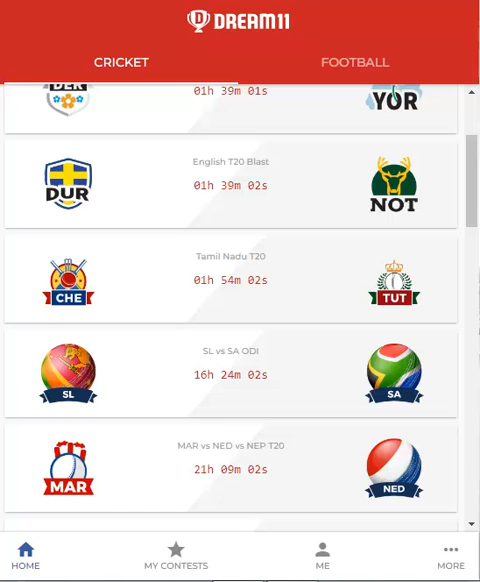 DREAM11
CRICKET
FOOTBALL
DER
01h 39m 01s
YOR
English T20 Blast
DUR
01h 39m 02s
NOT
Tamil Nadu T20
CHE
01h 54m 02s
TUT
SL vs SA ODI
SL
16h 24m 02s
SA
MAR vs NED vs NEP T20
MAR
21h 09m 02s
NED
HOME
MY CONTESTS
ME
MORE